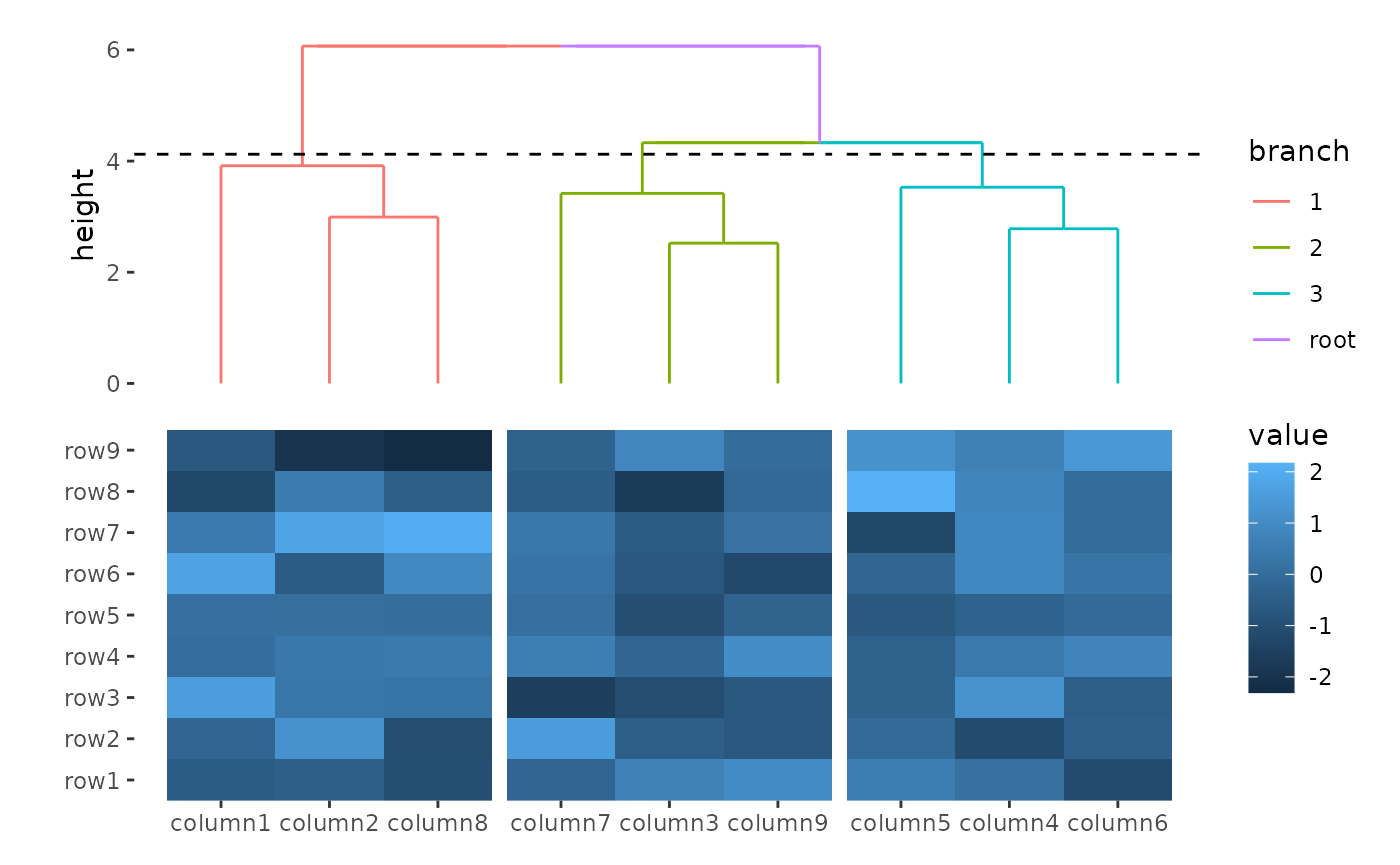 height
6
4
2
0
branch
1
2
3
root
row9
row8
row7
row6
row5
row4
row3
row2
row1
column1 column2 column8 column7 column3 column9 column5 column4 column6
value
2
1
0
-1
-2